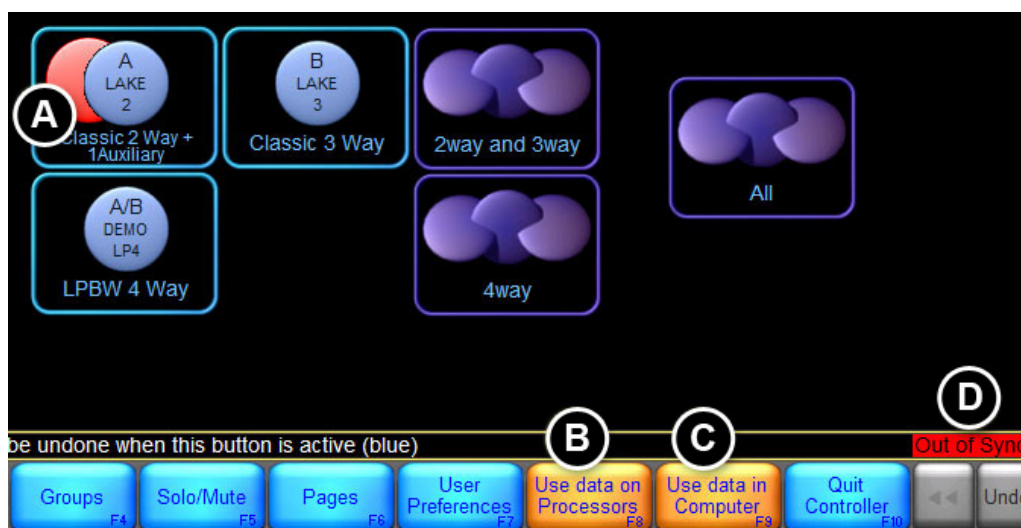 A
LAKE
2
A
Classic 2 Way +
1Auxiliary
B
LAKE
3
Classic 3 Way
2way and 3way
All
A/B
DEMO
LP4
LPBW 4 Way
4way
D
be undone when this button is active (blue)
B
C
Out of Sync
Groups
F4
Solo/Mute
F5
Pages
F6
User
Preferences
F7
Use data on
Processors
F8
Use data in
Computer
F9
Quit
Controller
F10
Undo